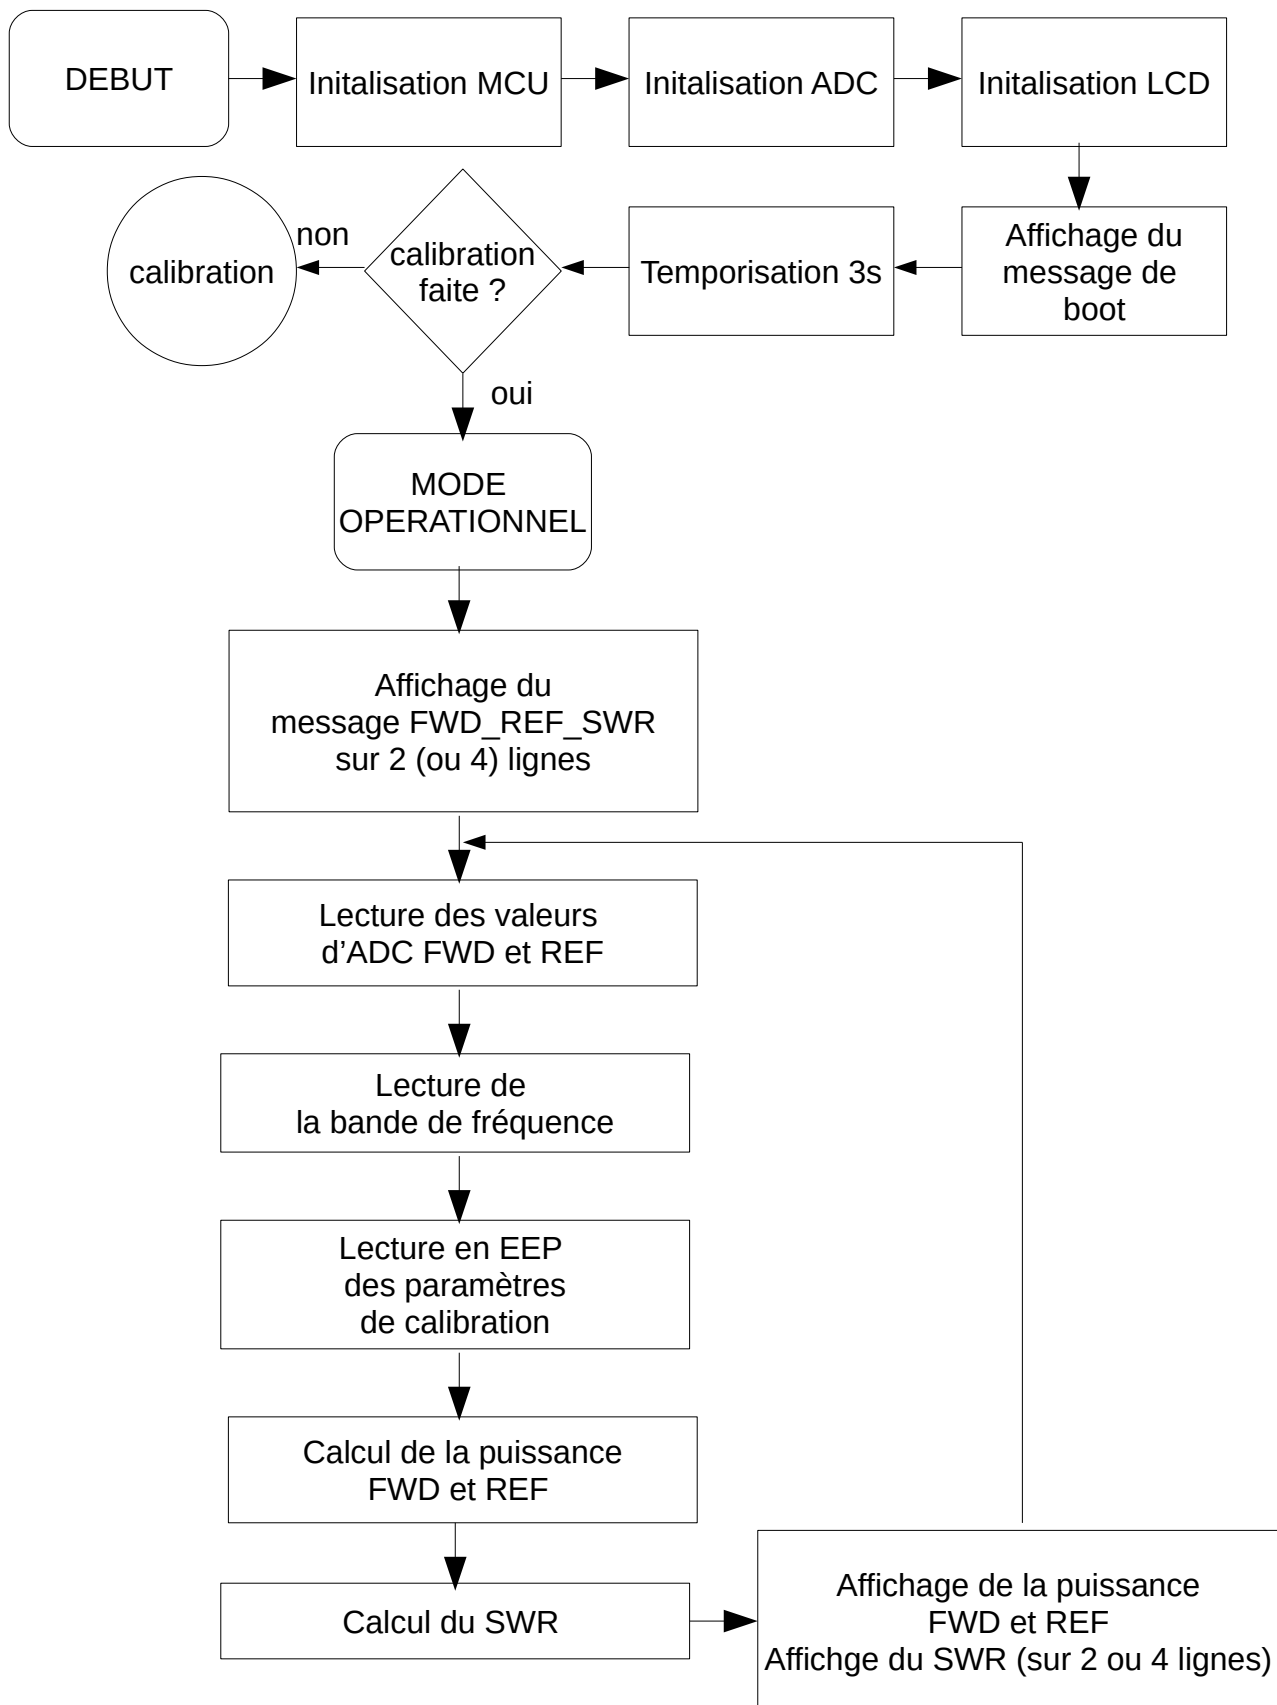 DEBUT
Initalisation MCU
Initalisation ADC
Initalisation LCD
Affichage du
message de
boot
Temporisation 3s
calibration
faite ?
non
calibration
oui
MODE
OPERATIONNEL
Affichage du
message FWD_REF_SWR
sur 2 (ou 4) lignes
Lecture des valeurs
d’ADC FWD et REF
Lecture de
la bande de fréquence
Lecture en EEP
des paramètres
de calibration
Calcul de la puissance
FWD et REF
Calcul du SWR
Affichage de la puissance
FWD et REF
Affichge du SWR (sur 2 ou 4 lignes)